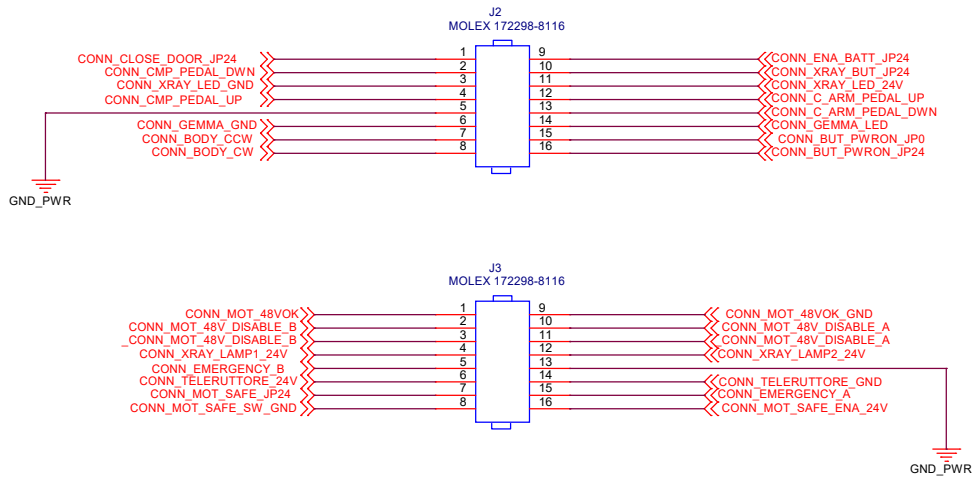 J2
MOLEX 172298-8116
CONN_CLOSE_DOOR_JP24 1 9 CONN_ENA_BATT_JP24
CONN_CMP_PEDAL_DWN 2 10 CONN_XRAY_BUT_JP24
CONN_XRAY_LED_GND 3 11 CONN_XRAY_LED_24V
CONN_CMP_PEDAL_UP 4 12 CONN_C_ARM_PEDAL_UP
5 13 CONN_C_ARM_PEDAL_DWN
CONN_GEMMA_GND 6 14 CONN_GEMMA_LED
CONN_BODY_CCW 7 15 CONN_BUT_PWRON_JP0
CONN_BODY_CW 8 16 CONN_BUT_PWRON_JP24
GND_PWR
J3
MOLEX 172298-8116
CONN_MOT_48VOK 1 9 CONN_MOT_48VOK_GND
CONN_MOT_48V_DISABLE_B 2 10 CONN_MOT_48V_DISABLE_A
_CONN_MOT_48V_DISABLE_B 3 11 CONN_MOT_48V_DISABLE_A
CONN_XRAY_LAMP1_24V 4 12 CONN_XRAY_LAMP2_24V
CONN_EMERGENCY_B 5 13
CONN_TELERUTTORE_24V 6 14 CONN_TELERUTTORE_GND
CONN_MOT_SAFE_JP24 7 15 CONN_EMERGENCY_A
CONN_MOT_SAFE_SW_GND 8 16 CONN_MOT_SAFE_ENA_24V
GND_PWR